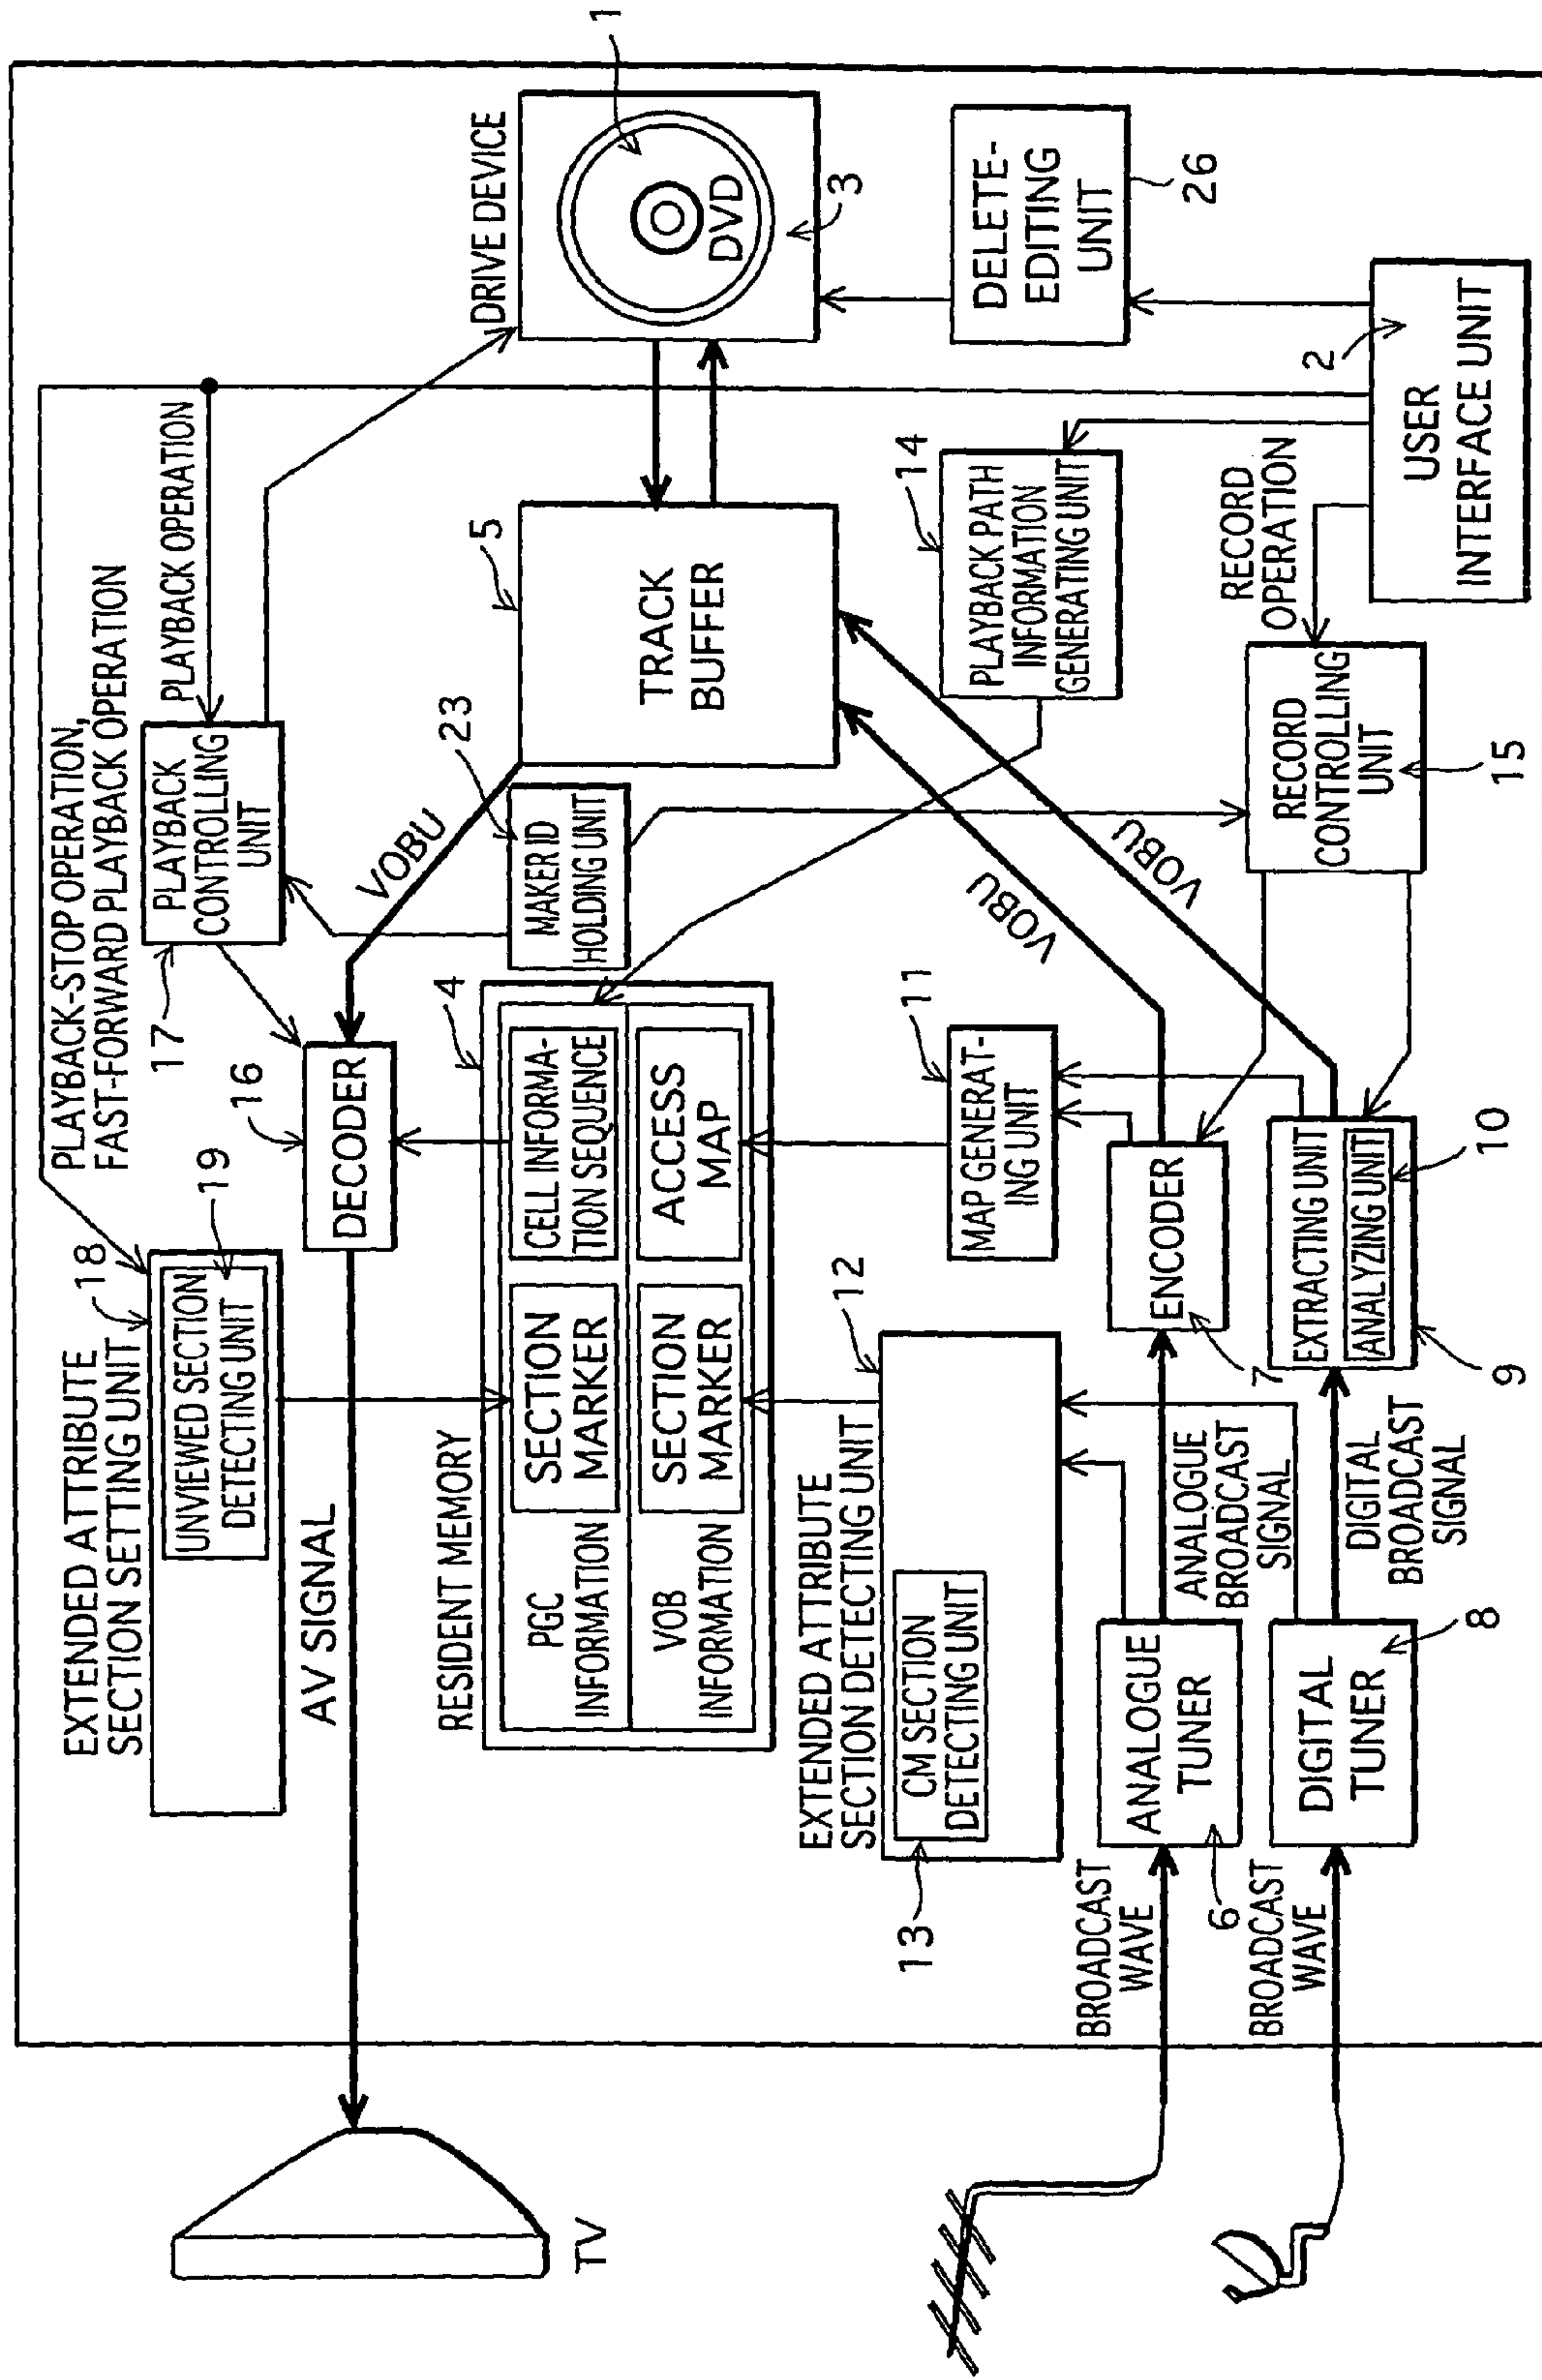 PLAYBACK-STOP OPERATION,
FAST-FORWARD PLAYBACK OPERATION
PLAYBACK OPERATION
EXTENDED ATTRIBUTE
SECTION SETTING UNIT
18
UNVIEWED SECTION
DETECTING UNIT
19
17
PLAYBACK
CONTROLLING
UNIT
AV SIGNAL
16
DECODER
VOBU
TV
RESIDENT MEMORY
4
PGC
INFORMATION
SECTION
MARKER
CELL INFORMA-
TION SEQUENCE
VOB
INFORMATION
SECTION
MARKER
ACCESS
MAP
23
MAKER ID
HOLDING UNIT
5
TRACK
BUFFER
DRIVE DEVICE
1
DVD
3
EXTENDED ATTRIBUTE
SECTION DETECTING UNIT
12
CM SECTION
DETECTING UNIT
13
11
MAP GENERAT-
ING UNIT
VOBU
VOBU
14
PLAYBACK PATH
INFORMATION
GENERATING UNIT
DELETE-
EDITING
UNIT
26
BROADCAST
WAVE
6
ANALOGUE
TUNER
ANALOGUE
BROADCAST
SIGNAL
7
ENCODER
BROADCAST
WAVE
DIGITAL
TUNER
8
DIGITAL
BROADCAST
SIGNAL
EXTRACTING UNIT
ANALYZING UNIT
9
10
RECORD
CONTROLLING
UNIT
15
RECORD
OPERATION
2
USER
INTERFACE UNIT